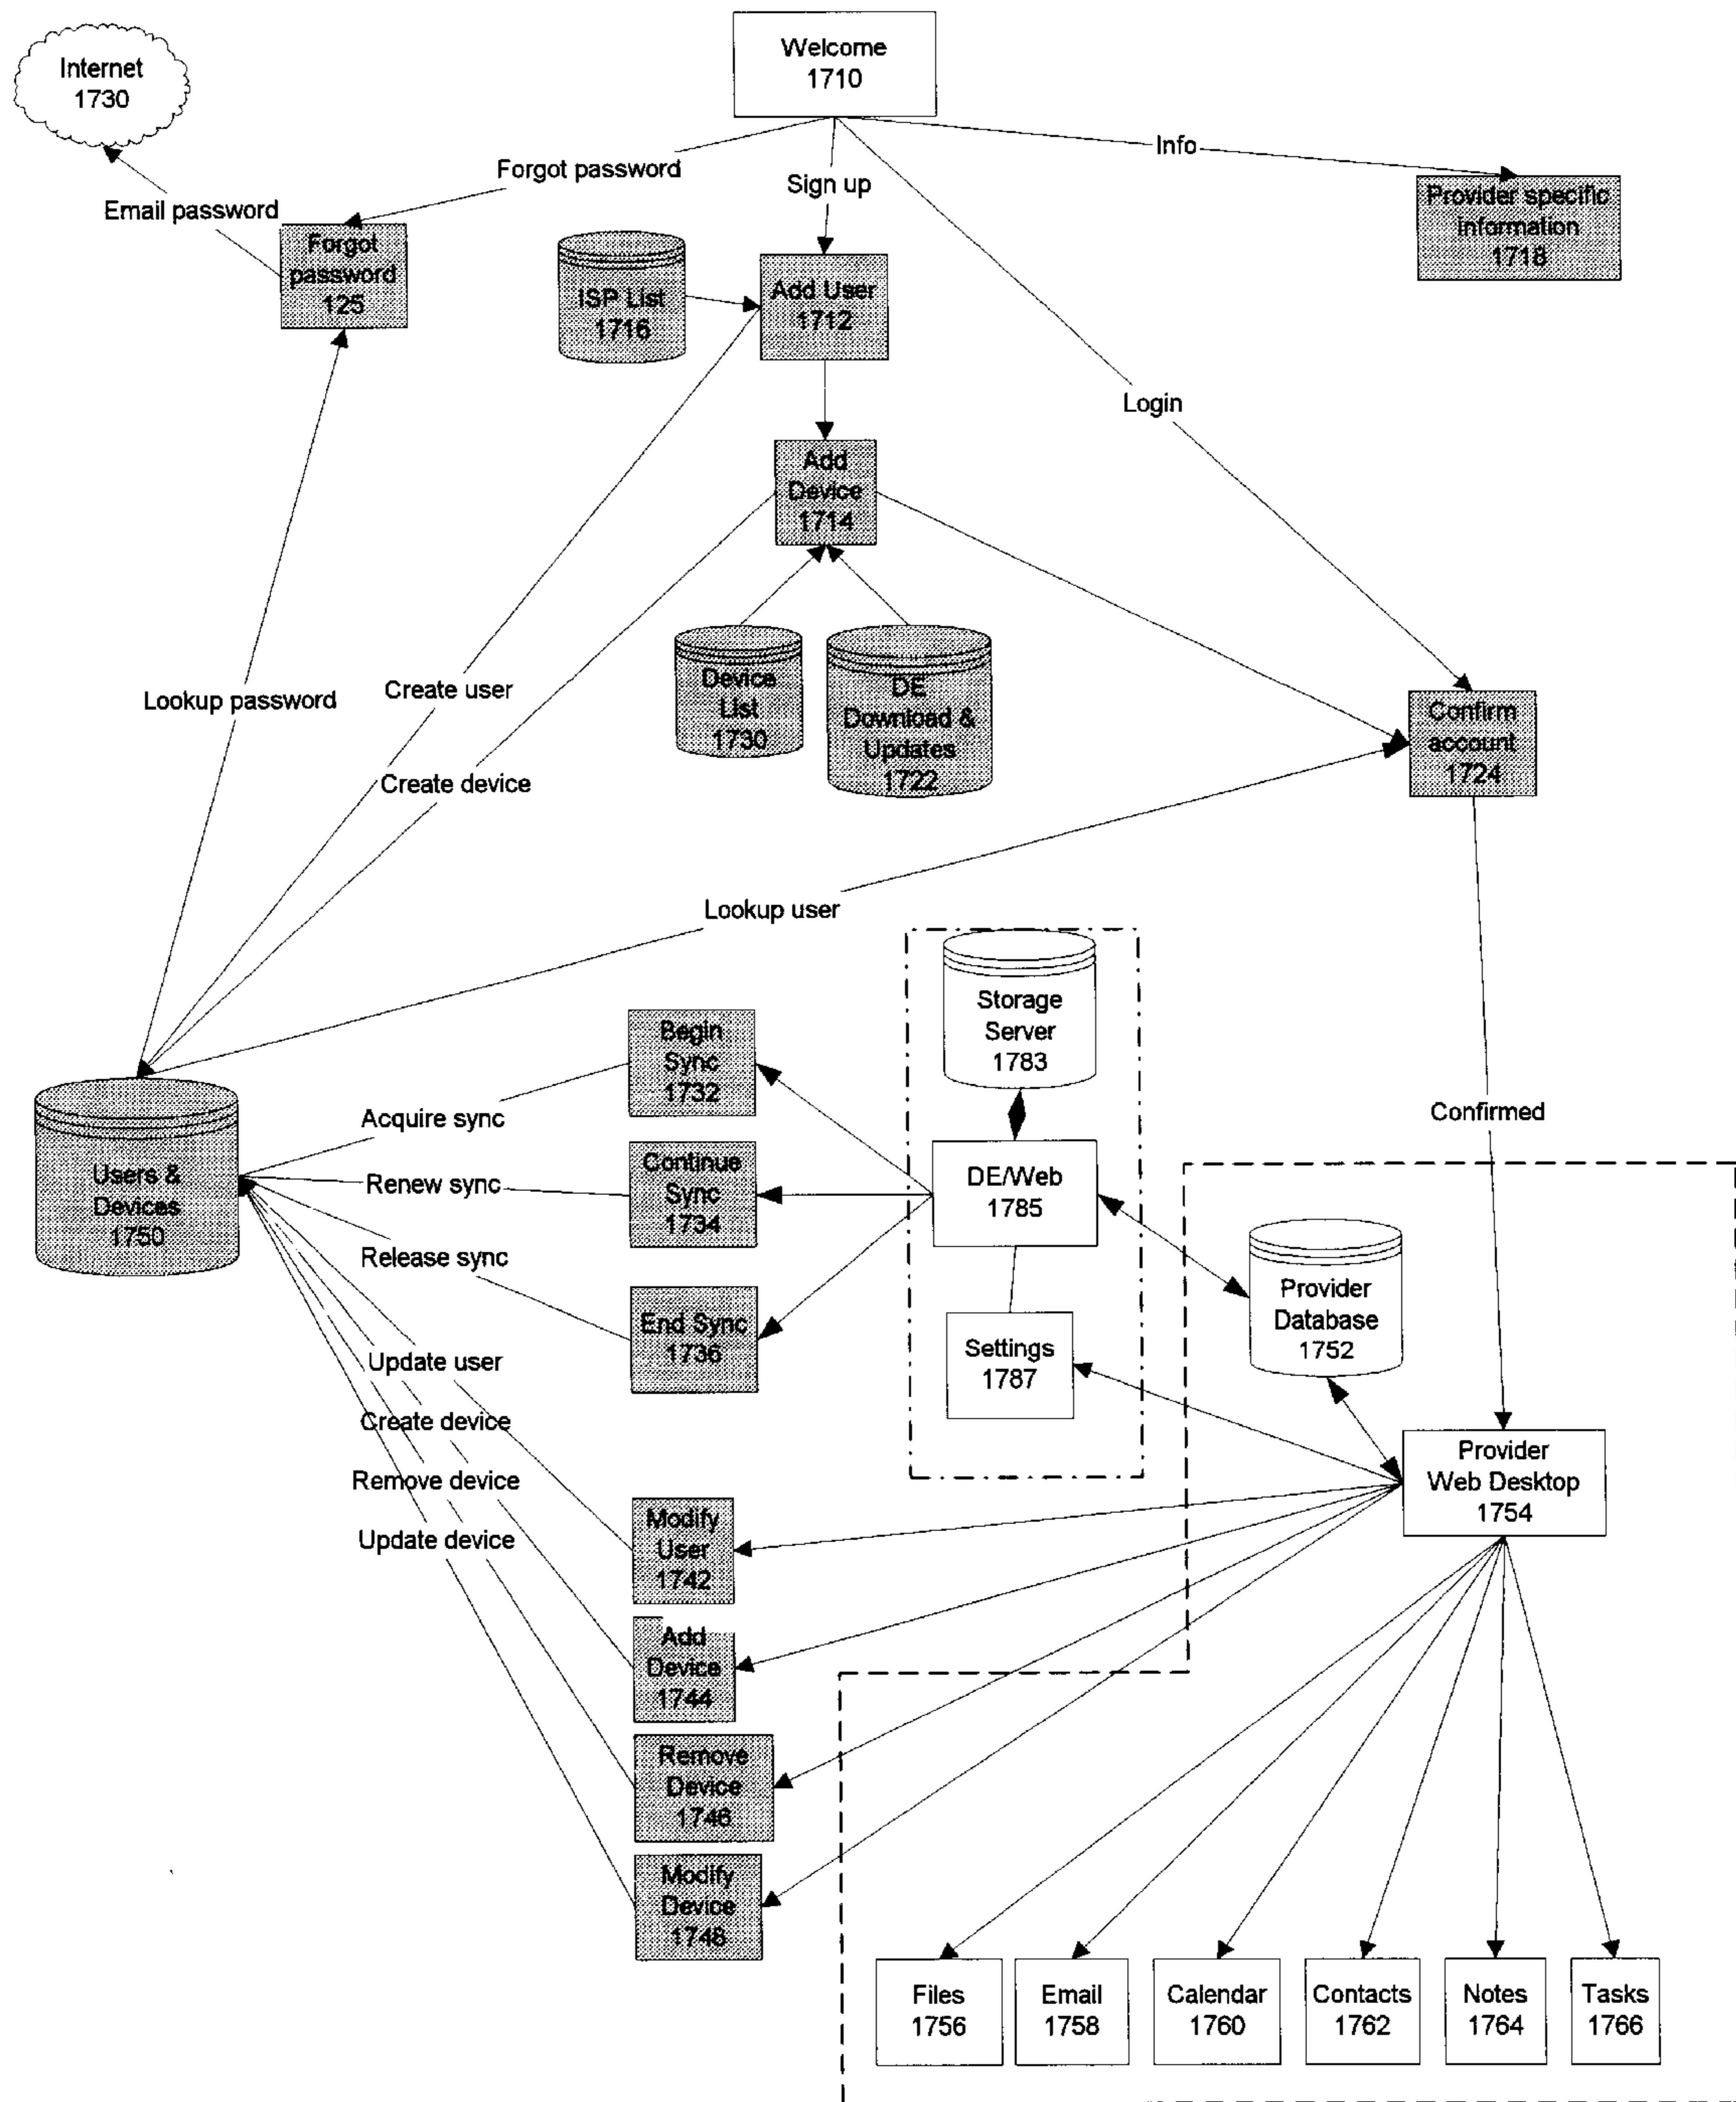 Welcome
1710
Internet
1730
Info
Forgot password
Sign up
Provider specific
information
1718
Email password
Forgot
password
125
ISP List
1716
Add User
1712
Login
Add
Device
1714
Device
List
1730
DE
Download &
Updates
1722
Lookup password
Create user
Create device
Confirm
account
1724
Lookup user
Storage
Server
1783
Begin
Sync
1732
Acquire sync
Confirmed
Users &
Devices
1750
Renew sync
Continue
Sync
1734
DE/Web
1785
Release sync
Provider
Database
1752
End Sync
1736
Settings
1787
Update user
Create device
Remove device
Update device
Provider
Web Desktop
1754
Modify
User
1742
Add
Device
1744
Remove
Device
1746
Modify
Device
1748
Files
1756
Email
1758
Calendar
1760
Contacts
1762
Notes
1764
Tasks
1766